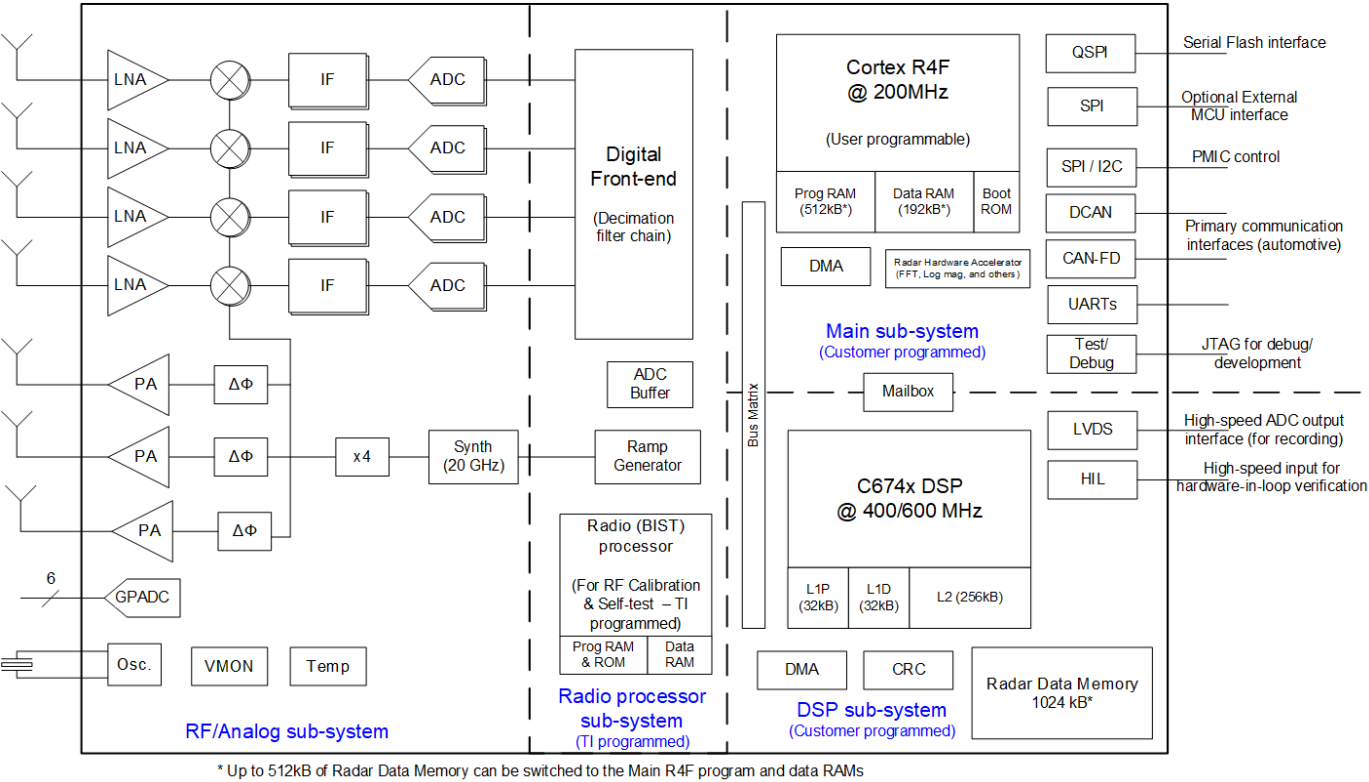 LNA
IF
ADC
LNA
IF
ADC
LNA
IF
ADC
LNA
IF
ADC
PA
ΔΦ
PA
ΔΦ
x4
Synth
(20 GHz)
PA
ΔΦ
6
GPADC
Osc.
VMON
Temp
RF/Analog sub-system
Digital
Front-end
(Decimation
filter chain)
ADC
Buffer
Ramp
Generator
Radio (BIST)
processor
(For RF Calibration
& Self-test – TI
programmed)
Prog RAM
& ROM
Data
RAM
Radio processor
sub-system
(TI programmed)
Bus Matrix
Cortex R4F
@ 200MHz
(User programmable)
Prog RAM
(512kB*)
Data RAM
(192kB*)
Boot
ROM
DMA
Radar Hardware Accelerator
(FFT, Log mag, and others)
Main sub-system
(Customer programmed)
Mailbox
C674x DSP
@ 400/600 MHz
L1P
(32kB)
L1D
(32kB)
L2 (256kB)
DMA
CRC
Radar Data Memory
1024 kB*
DSP sub-system
(Customer programmed)
QSPI
Serial Flash interface
SPI
Optional External
MCU interface
SPI / I2C
PMIC control
DCAN
Primary communication
interfaces (automotive)
CAN-FD
UARTs
Test/
Debug
JTAG for debug/
development
LVDS
High-speed ADC output
interface (for recording)
HIL
High-speed input for
hardware-in-loop verification
* Up to 512kB of Radar Data Memory can be switched to the Main R4F program and data RAMs